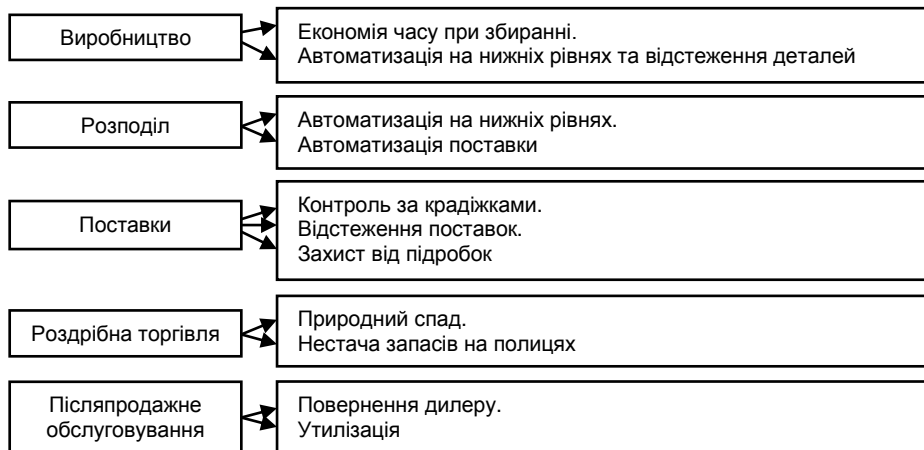 Виробництво
Економія часу при збиранні.
Автоматизація на нижніх рівнях та відстеження деталей
Розподіл
Автоматизація на нижніх рівнях.
Автоматизація поставки
Поставки
Контроль за крадіжками.
Відстеження поставок.
Захист від підробок
Роздрібна торгівля
Природний спад.
Нестача запасів на полицях
Післяпродажне
обслуговування
Повернення дилеру.
Утилізація